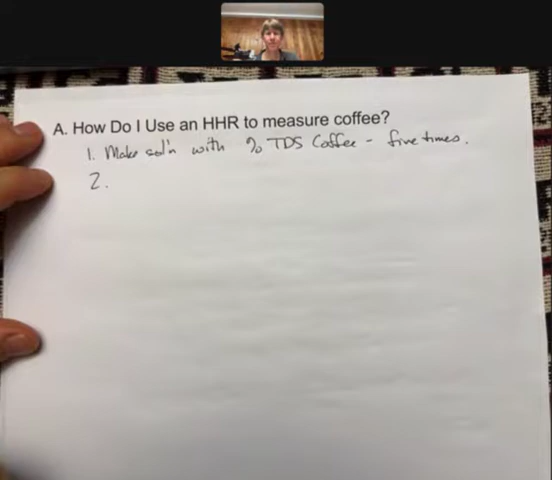 A. How Do I Use an HHR to measure coffee?
1. Make sol'n with % TDS Coffee - five times.
2.